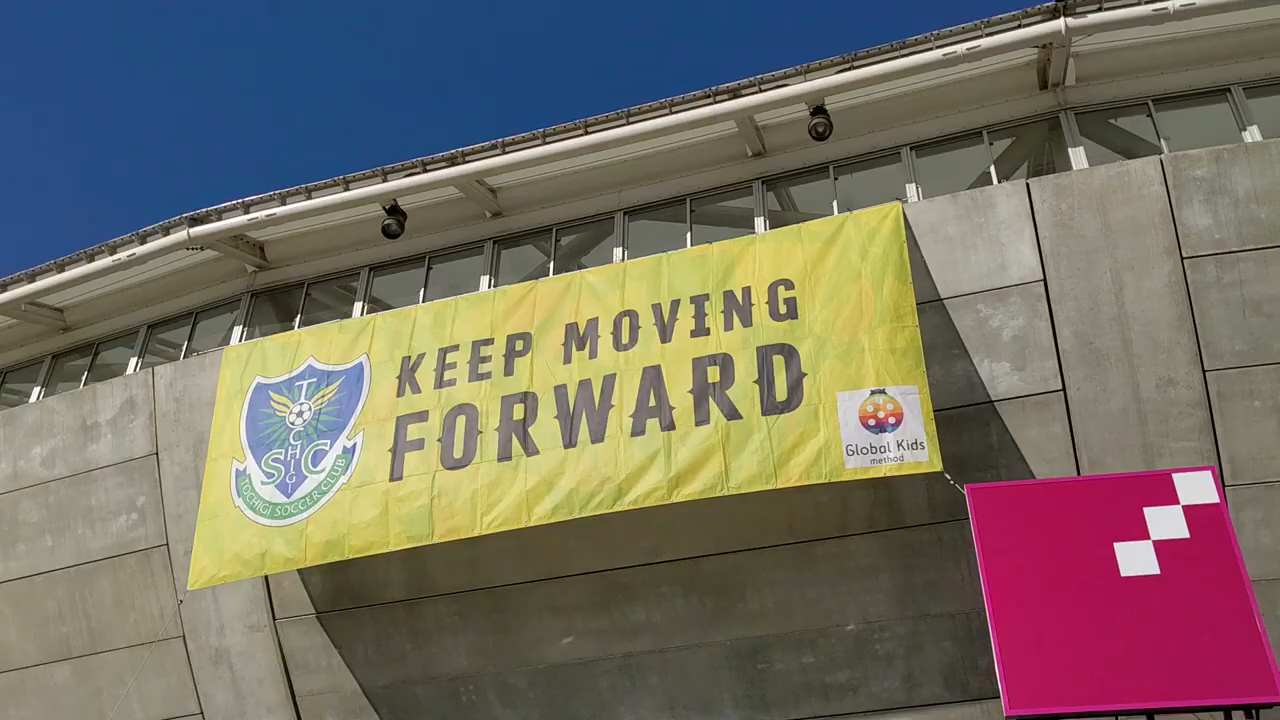 KEEP MOVING
FORWARD
TOCHIGI
SC
TOCHIGI SOCCER CLUB
Global Kids
method